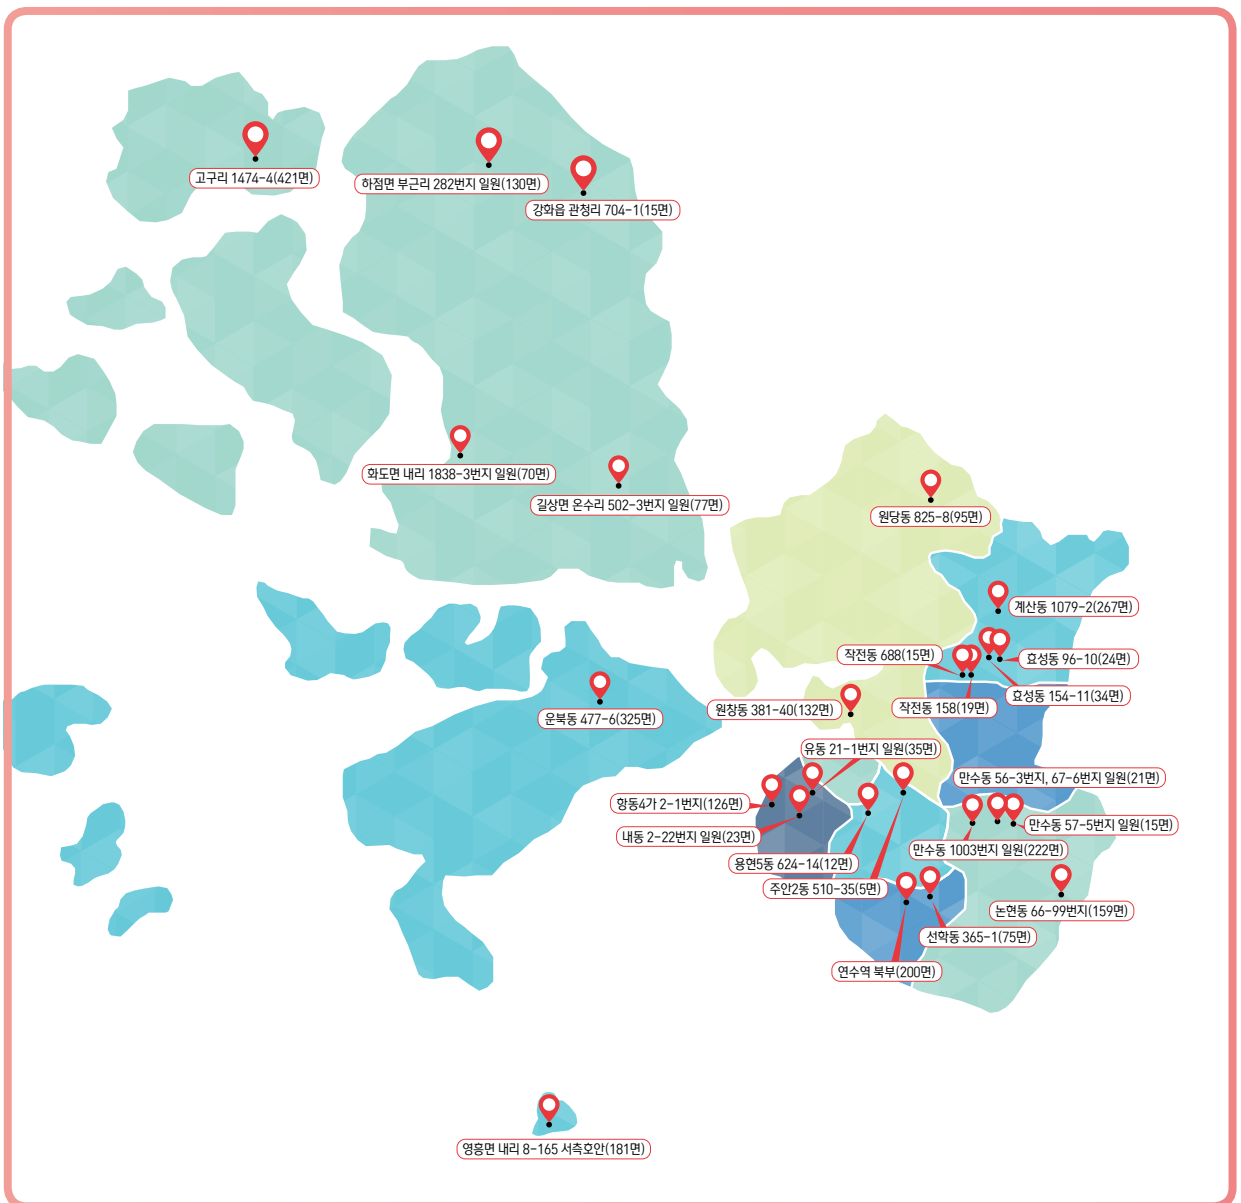 고구리 1474-4(421면)
하점면 부근리 282번지 일원(130면)
강화읍 관청리 704-1(15면)
화도면 내리 1838-3번지 일원(70면)
길상면 온수리 502-3번지 일원(77면)
원당동 825-8(95면)
계산동 1079-2(267면)
작전동 688(15면)
효성동 96-10(24면)
효성동 154-11(34면)
작전동 158(19면)
원창동 381-40(132면)
운북동 477-6(325면)
유동 21-1번지 일원(35면)
만수동 56-3번지, 67-6번지 일원(21면)
항동4가 2-1번지(126면)
만수동 57-5번지 일원(15면)
내동 2-22번지 일원(23면)
만수동 1003번지 일원(222면)
용현5동 624-14(12면)
주안2동 510-35(5면)
논현동 66-99번지(159면)
선학동 365-1(75면)
연수역 북부(200면)
영흥면 내리 8-165 서측호안(181면)